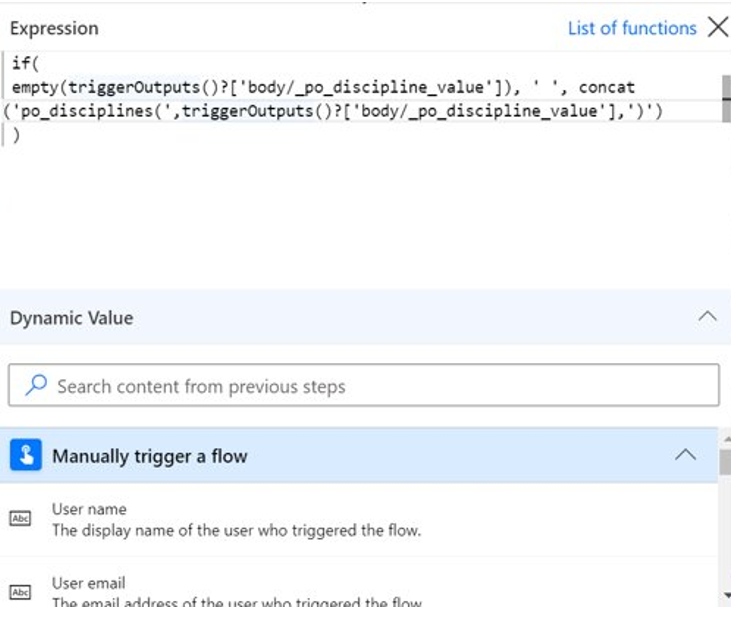 Expression
List of functions
if(
empty(triggerOutputs()?['body/_po_discipline_value']), ' ', concat
('po_disciplines(',triggerOutputs()?['body/_po_discipline_value'],')')
)
Dynamic Value
Search content from previous steps
Manually trigger a flow
Abc
User name
The display name of the user who triggered the flow.
Abc
User email
The email address of the user who triggered the flow